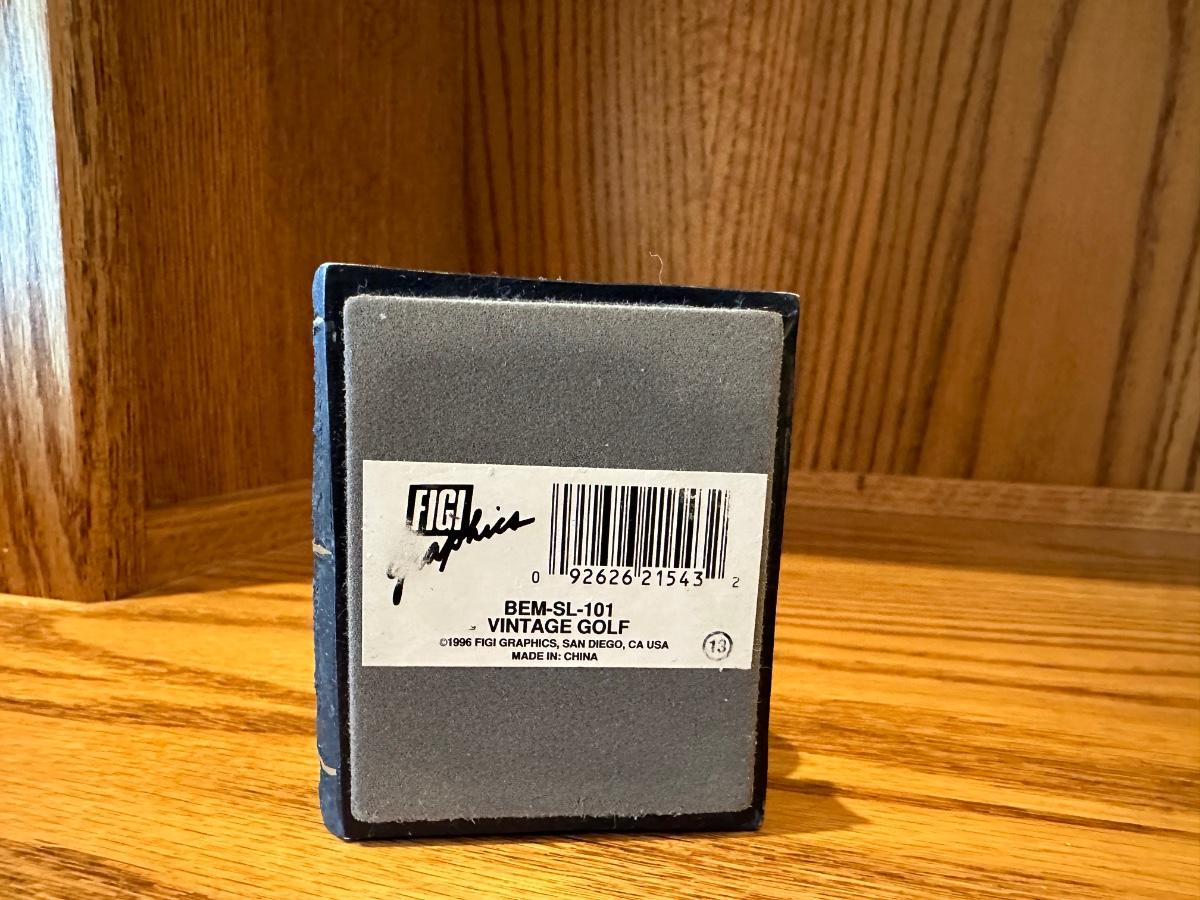 FIGI
graphics
0 92626 21543 2
BEM-SL-101
VINTAGE GOLF
©1996 FIGI GRAPHICS, SAN DIEGO, CA USA
MADE IN: CHINA
13